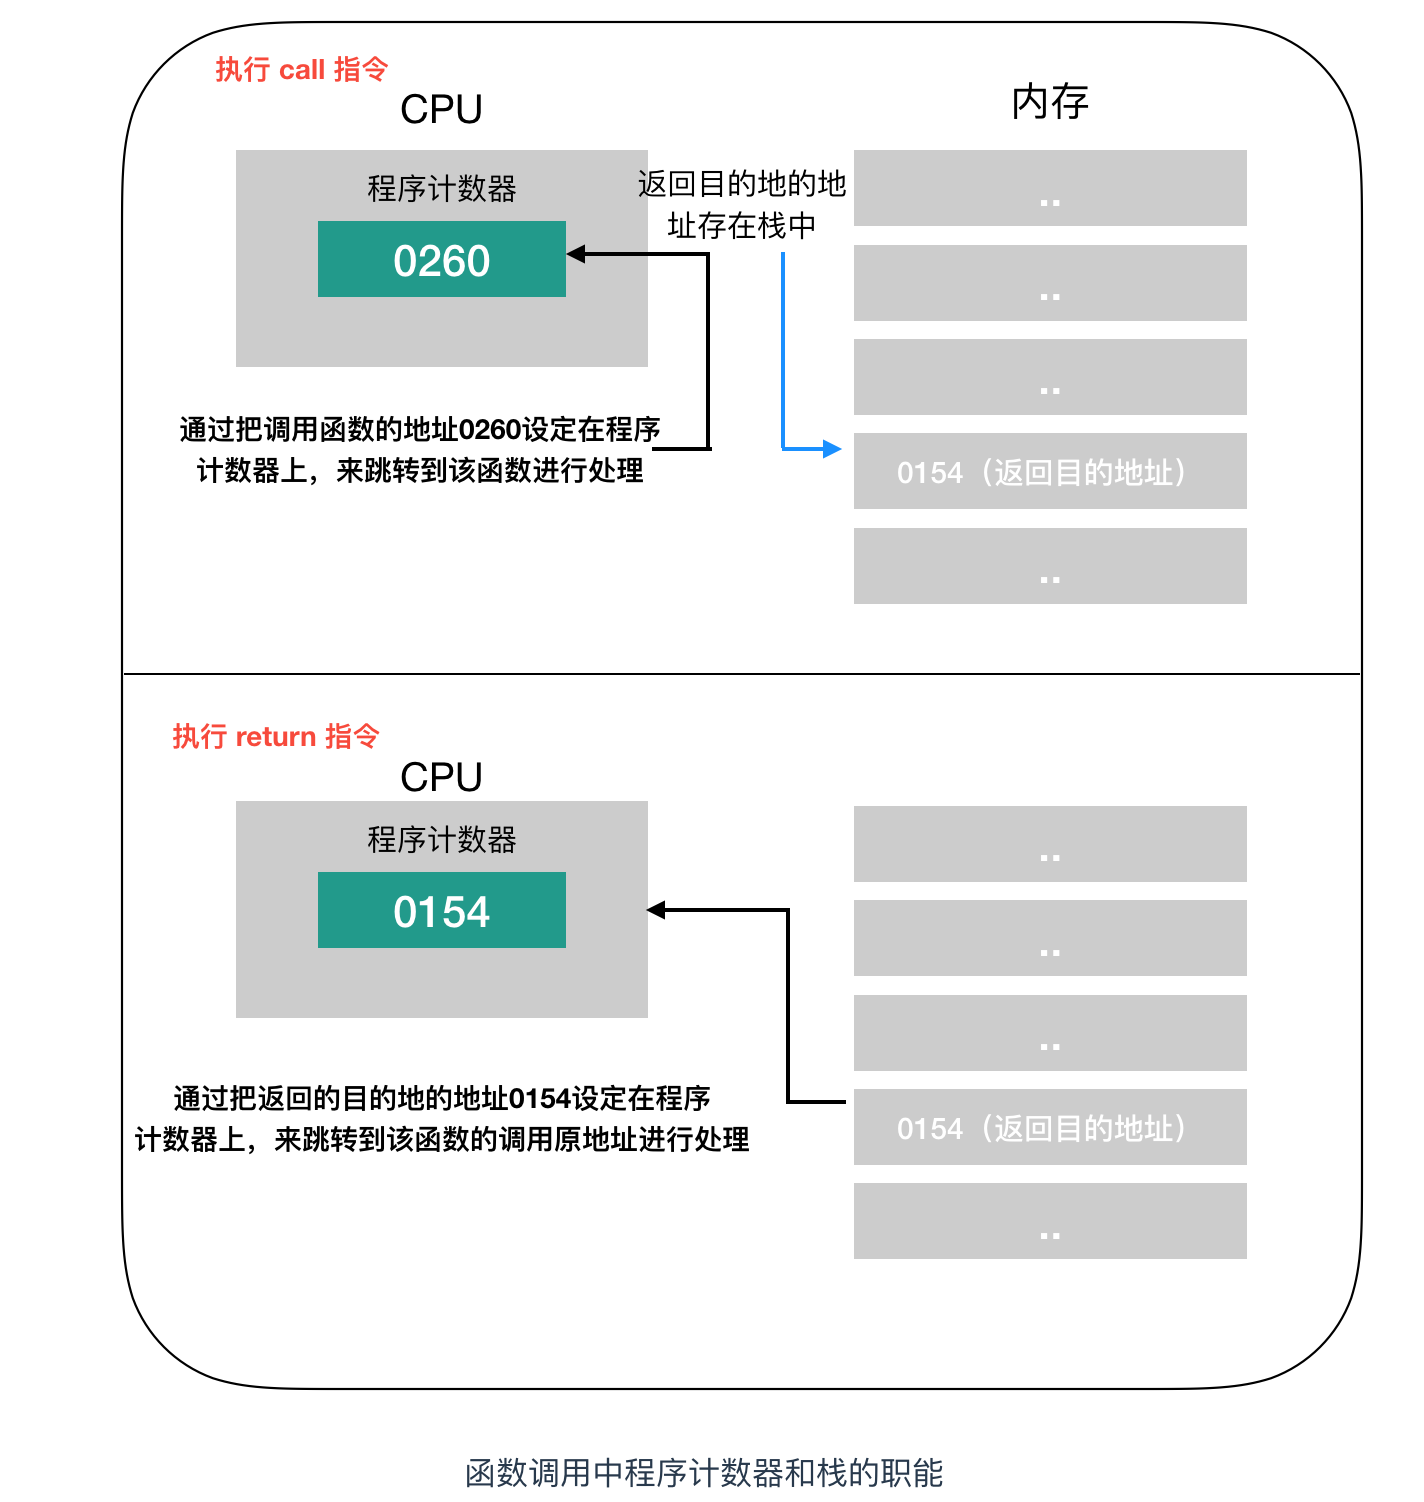 执行 call 指令
CPU
内存
程序计数器
0260
返回目的地的地
址存在栈中
..
..
..
0154（返回目的地址）
..
通过把调用函数的地址0260设定在程序
计数器上，来跳转到该函数进行处理
执行 return 指令
CPU
程序计数器
0154
..
..
..
0154（返回目的地址）
..
通过把返回的目的地的地址0154设定在程序
计数器上，来跳转到该函数的调用原地址进行处理
函数调用中程序计数器和栈的职能